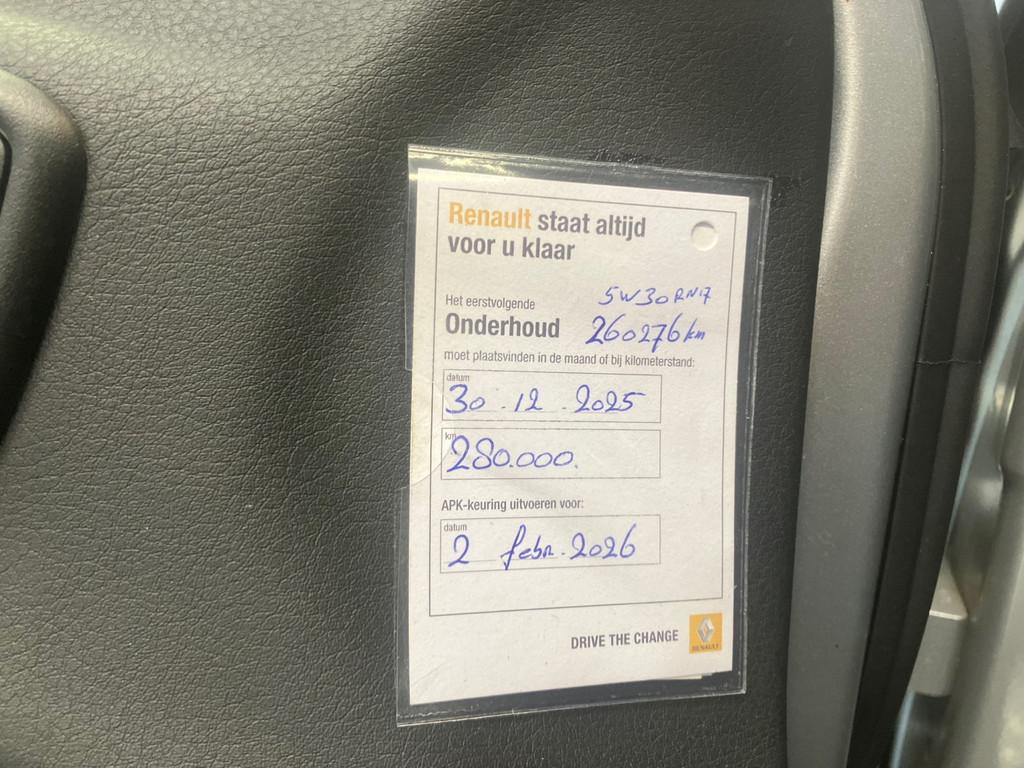 Renault staat altijd
voor u klaar
5W30 RN17
Het eerstvolgende
Onderhoud 260276 km
moet plaatsvinden in de maand of bij kilometerstand:
datum
30 . 12 . 2025
km
280.000.
APK-keuring uitvoeren voor:
datum
2 febr. 2026
DRIVE THE CHANGE
RENAULT